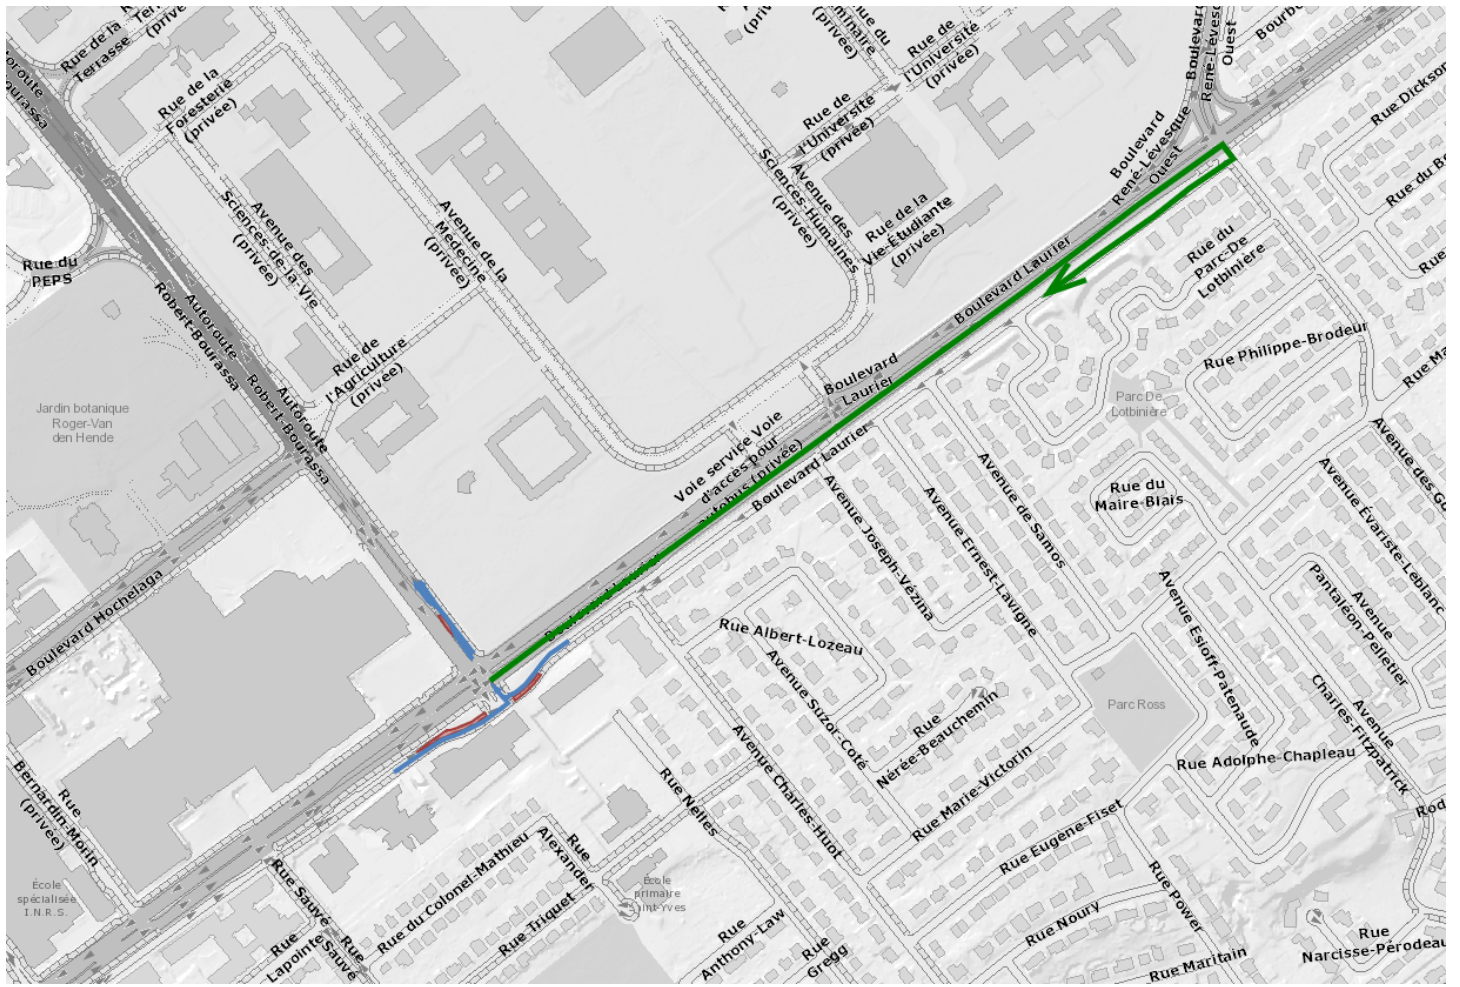 Rue de la
Terrasse
(privée)
Rue de la
Foresterie
(privée)
Rue du
PEPS
Avenue des
Sciences-de-la-Vie
(privée)
Autoroute
Robert-Bourassa
Autoroute
Robert-Bourassa
Avenue de la
Médecine
(privée)
Rue de
l'Agriculture
(privée)
Jardin botanique
Roger-Van
den Hende
Boulevard Hochelaga
Rue de
l'Université
(privée)
Rue de
l'Université
(privée)
Avenue des
Sciences-Humaines
(privée)
Rue de la
Vie-Étudiante
(privée)
Boulevard
René-Lévesque
Ouest
Boulevard
René-Lévesque
Ouest
Rue Dickson
Boulevard Laurier
Boulevard
Laurier
Voie service Voie
d'accès pour
autobus (privée)
Boulevard Laurier
Rue du
Parc-De
Lotbinière
Rue Philippe-Brodeur
Parc De
Lotbinière
Rue du
Maire-Blais
Avenue de Samos
Avenue Ernest-Lavigne
Avenue Joseph-Vézina
Avenue Évariste-Leblanc
Avenue
Pantaléon-Pelletier
Avenue Esioff-Patenaude
Avenue
Charles-Fitzpatrick
Rue Adolphe-Chapleau
Parc Ross
Rue Albert-Lozeau
Avenue Suzor-Coté
Rue
Nérée-Beauchemin
Rue Marie-Victorin
Avenue Charles-Huot
Rue Eugène-Fiset
Rue Nelles
Rue
Bernardin-Morin
(privée)
École
spécialisée
I.N.R.S.
Rue Sauvé
Rue
Lapointe
Rue
Sauvé
Rue du Colonel-Mathieu
Rue
Alexander
Rue Triquet
École
primaire
Saint-Yves
Rue
Anthony-Law
Rue
Gregg
Rue Noury
Rue Power
Rue Maritain
Rue
Narcisse-Pérodeau